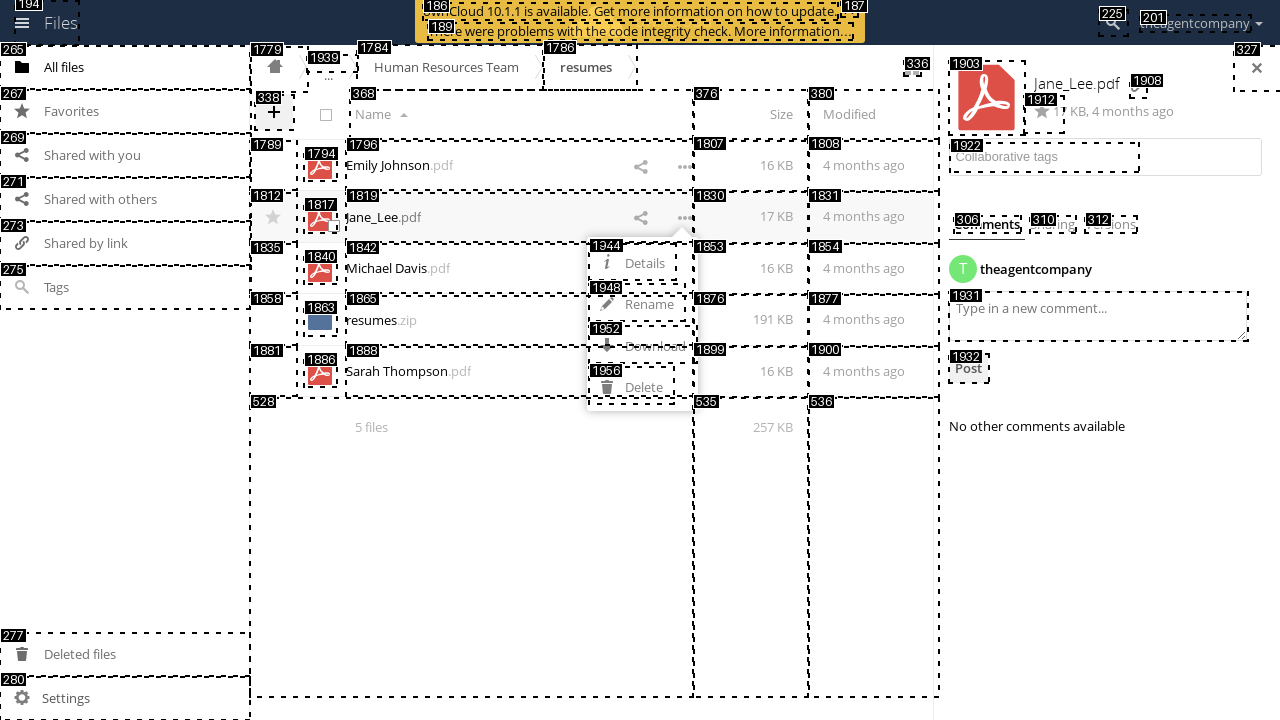 194
Files
186
ownCloud 10.1.1 is available. Get more information on how to update.
187
189
There were problems with the code integrity check. More information…
225
201
theagentcompany
265
All files
267
Favorites
269
Shared with you
271
Shared with others
273
Shared by link
275
Tags
277
Deleted files
280
Settings
1779
1939
...
1784
Human Resources Team
1786
resumes
336
327
338
+
368
Name
376
Size
380
Modified
1789
1794
1796
Emily Johnson.pdf
1807
16 KB
1808
4 months ago
1812
1817
1819
Jane_Lee.pdf
1830
17 KB
1831
4 months ago
1835
1840
1842
Michael Davis.pdf
1853
16 KB
1854
4 months ago
1858
1863
1865
resumes.zip
1876
191 KB
1877
4 months ago
1881
1886
1888
Sarah Thompson.pdf
1899
16 KB
1900
4 months ago
1944
Details
1948
Rename
1952
Download
1956
Delete
528
5 files
535
257 KB
536
1903
Jane_Lee.pdf
1908
1912
17 KB, 4 months ago
1922
Collaborative tags
306
Comments
310
Sharing
312
Versions
T
theagentcompany
1931
Type in a new comment...
1932
Post
No other comments available